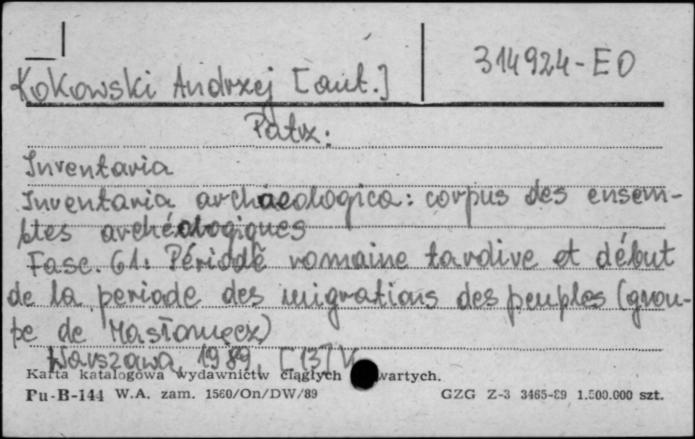 Kokowski Andrzej [aut.]
314924-EO
Patrz:
Inventaria
Inventaria archaeologica: corpus des ensem-
bles archéologiques
Fasc. 61: Période romaine tardive et début
de la periode des migrations des peuples (grou-
pe de Masłomęcz)
Warszawa, 1989, [13] V
Karta katalogowa wydawnictw ciągłych wartych.
Pu-B-144 W.A. zam. 1560/On/DW/89
GZG Z-3 3465-89 1.500.000 szt.